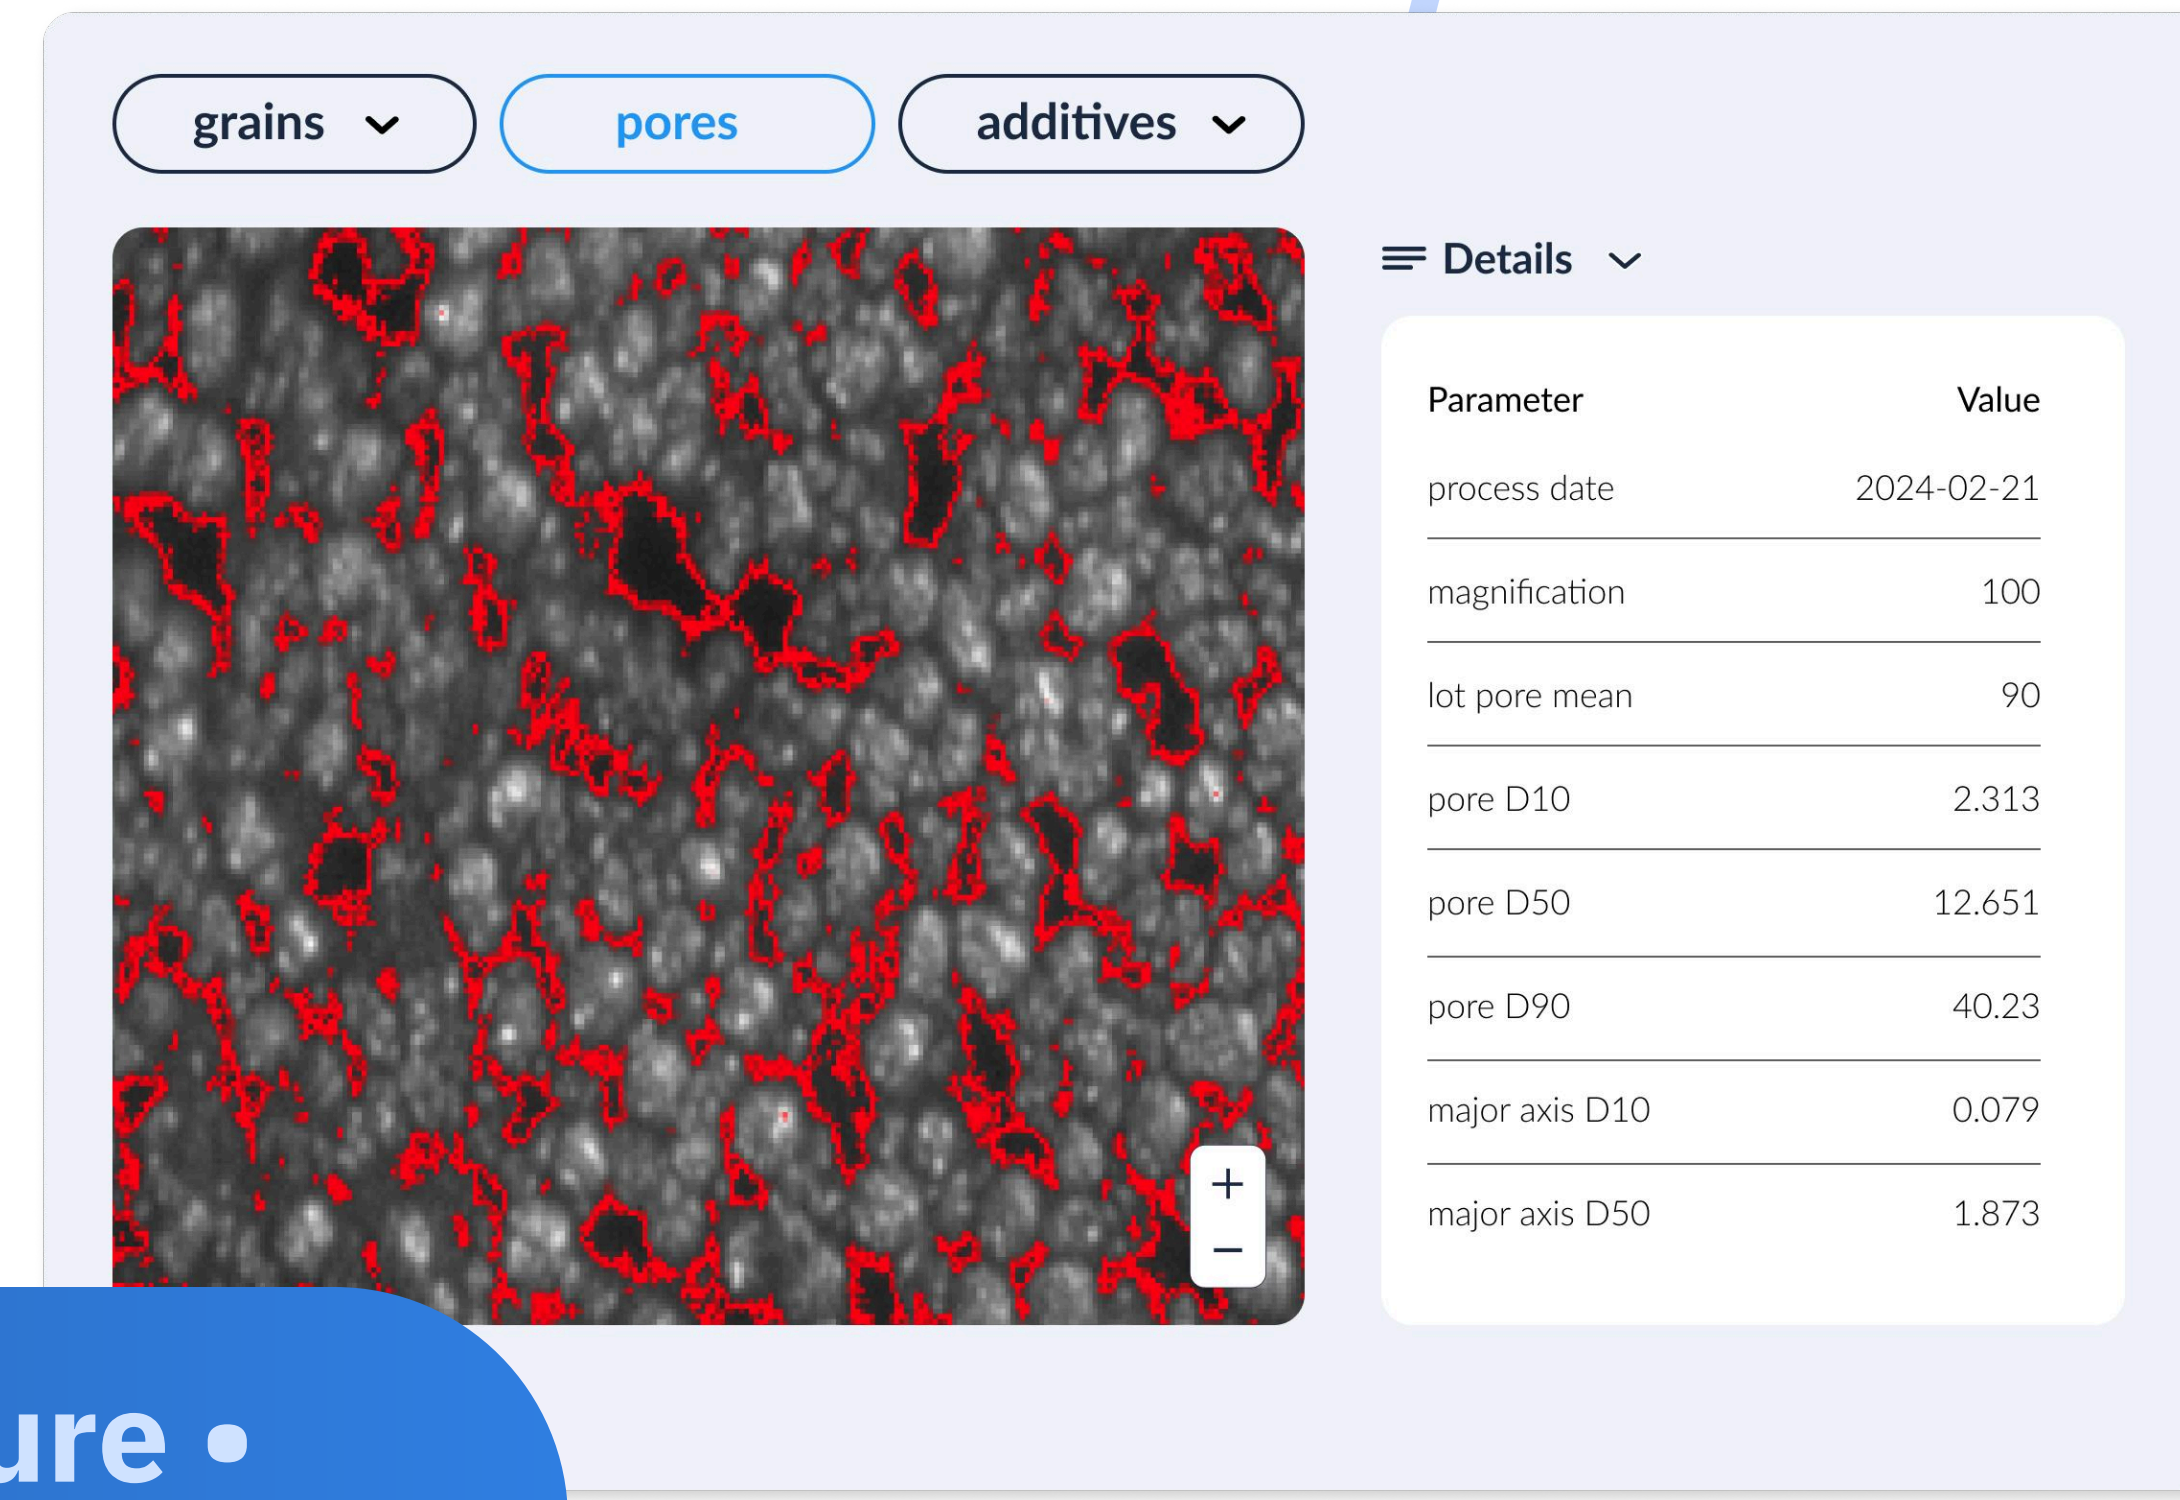 grains
pores
additives
Details
Parameter Value
process date 2024-02-21
magnification 100
lot pore mean 90
pore D10 2.313
pore D50 12.651
pore D90 40.23
major axis D10 0.079
major axis D50 1.873
+
−
ure •